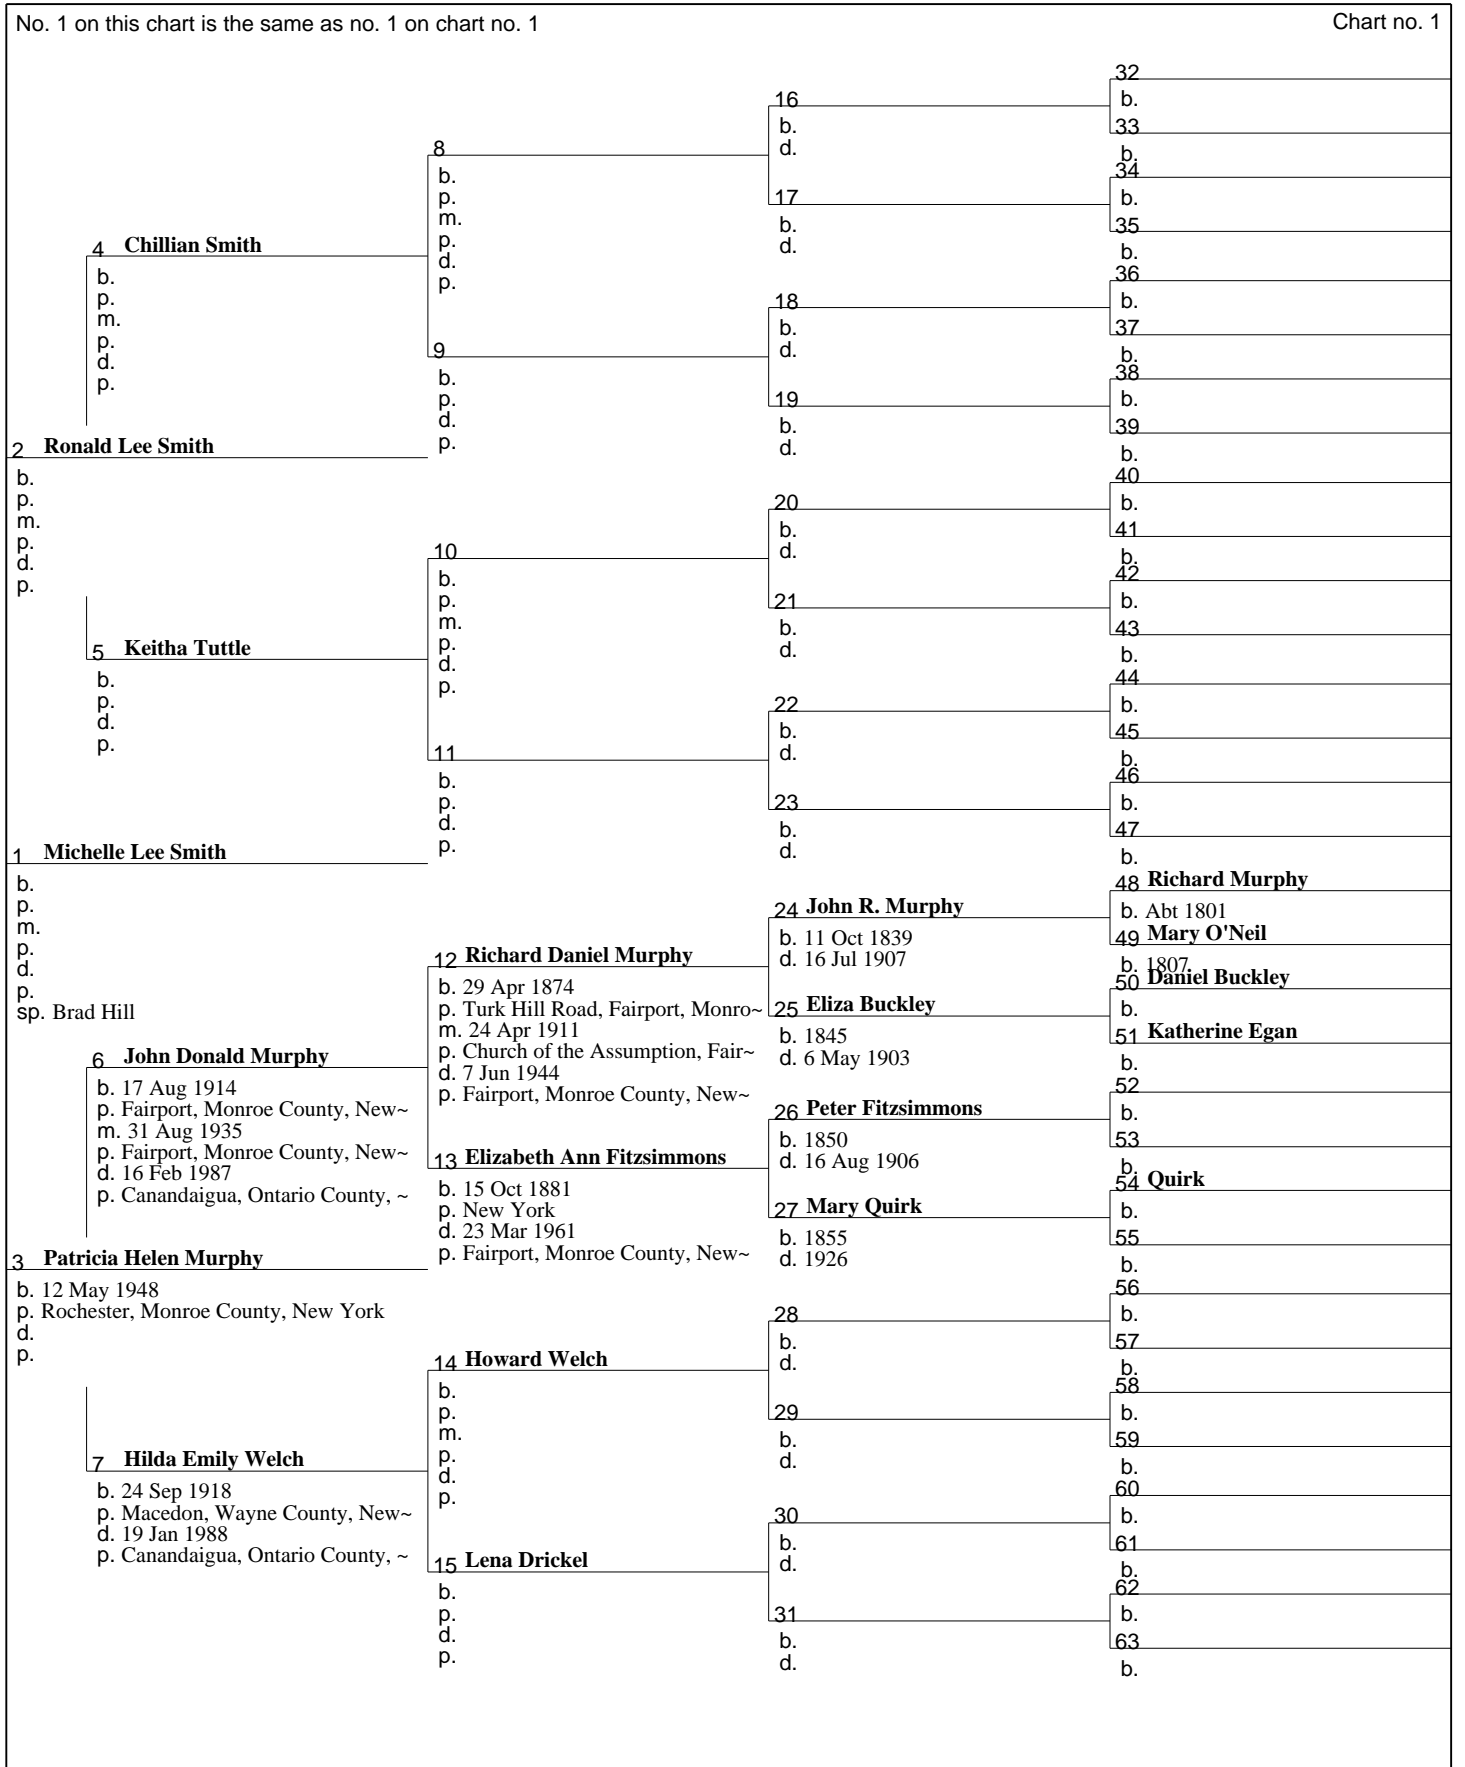 No. 1 on this chart is the same as no. 1 on chart no. 1
Chart no. 1
2 Ronald Lee Smith
b.
p.
m.
p.
d.
p.
1 Michelle Lee Smith
b.
p.
m.
p.
d.
p.
sp. Brad Hill
3 Patricia Helen Murphy
b. 12 May 1948
p. Rochester, Monroe County, New York
d.
p.
4 Chillian Smith
b.
p.
m.
p.
d.
p.
5 Keitha Tuttle
b.
p.
d.
p.
6 John Donald Murphy
b. 17 Aug 1914
p. Fairport, Monroe County, New~
m. 31 Aug 1935
p. Fairport, Monroe County, New~
d. 16 Feb 1987
p. Canandaigua, Ontario County, ~
7 Hilda Emily Welch
b. 24 Sep 1918
p. Macedon, Wayne County, New~
d. 19 Jan 1988
p. Canandaigua, Ontario County, ~
8
b.
p.
m.
p.
d.
p.
9
b.
p.
d.
p.
10
b.
p.
m.
p.
d.
p.
11
b.
p.
d.
p.
12 Richard Daniel Murphy
b. 29 Apr 1874
p. Turk Hill Road, Fairport, Monro~
m. 24 Apr 1911
p. Church of the Assumption, Fair~
d. 7 Jun 1944
p. Fairport, Monroe County, New~
13 Elizabeth Ann Fitzsimmons
b. 15 Oct 1881
p. New York
d. 23 Mar 1961
p. Fairport, Monroe County, New~
14 Howard Welch
b.
p.
m.
p.
d.
p.
15 Lena Drickel
b.
p.
d.
p.
16
b.
d.
17
b.
d.
18
b.
d.
19
b.
d.
20
b.
d.
21
b.
d.
22
b.
d.
23
b.
d.
24 John R. Murphy
b. 11 Oct 1839
d. 16 Jul 1907
25 Eliza Buckley
b. 1845
d. 6 May 1903
26 Peter Fitzsimmons
b. 1850
d. 16 Aug 1906
27 Mary Quirk
b. 1855
d. 1926
28
b.
d.
29
b.
d.
30
b.
d.
31
b.
d.
32
b.
33
b.
34
b.
35
b.
36
b.
37
b.
38
b.
39
b.
40
b.
41
b.
42
b.
43
b.
44
b.
45
b.
46
b.
47
b.
48 Richard Murphy
b. Abt 1801
49 Mary O'Neil
b. 1807
50 Daniel Buckley
b.
51 Katherine Egan
b.
52
b.
53
b.
54 Quirk
b.
55
b.
56
b.
57
b.
58
b.
59
b.
60
b.
61
b.
62
b.
63
b.